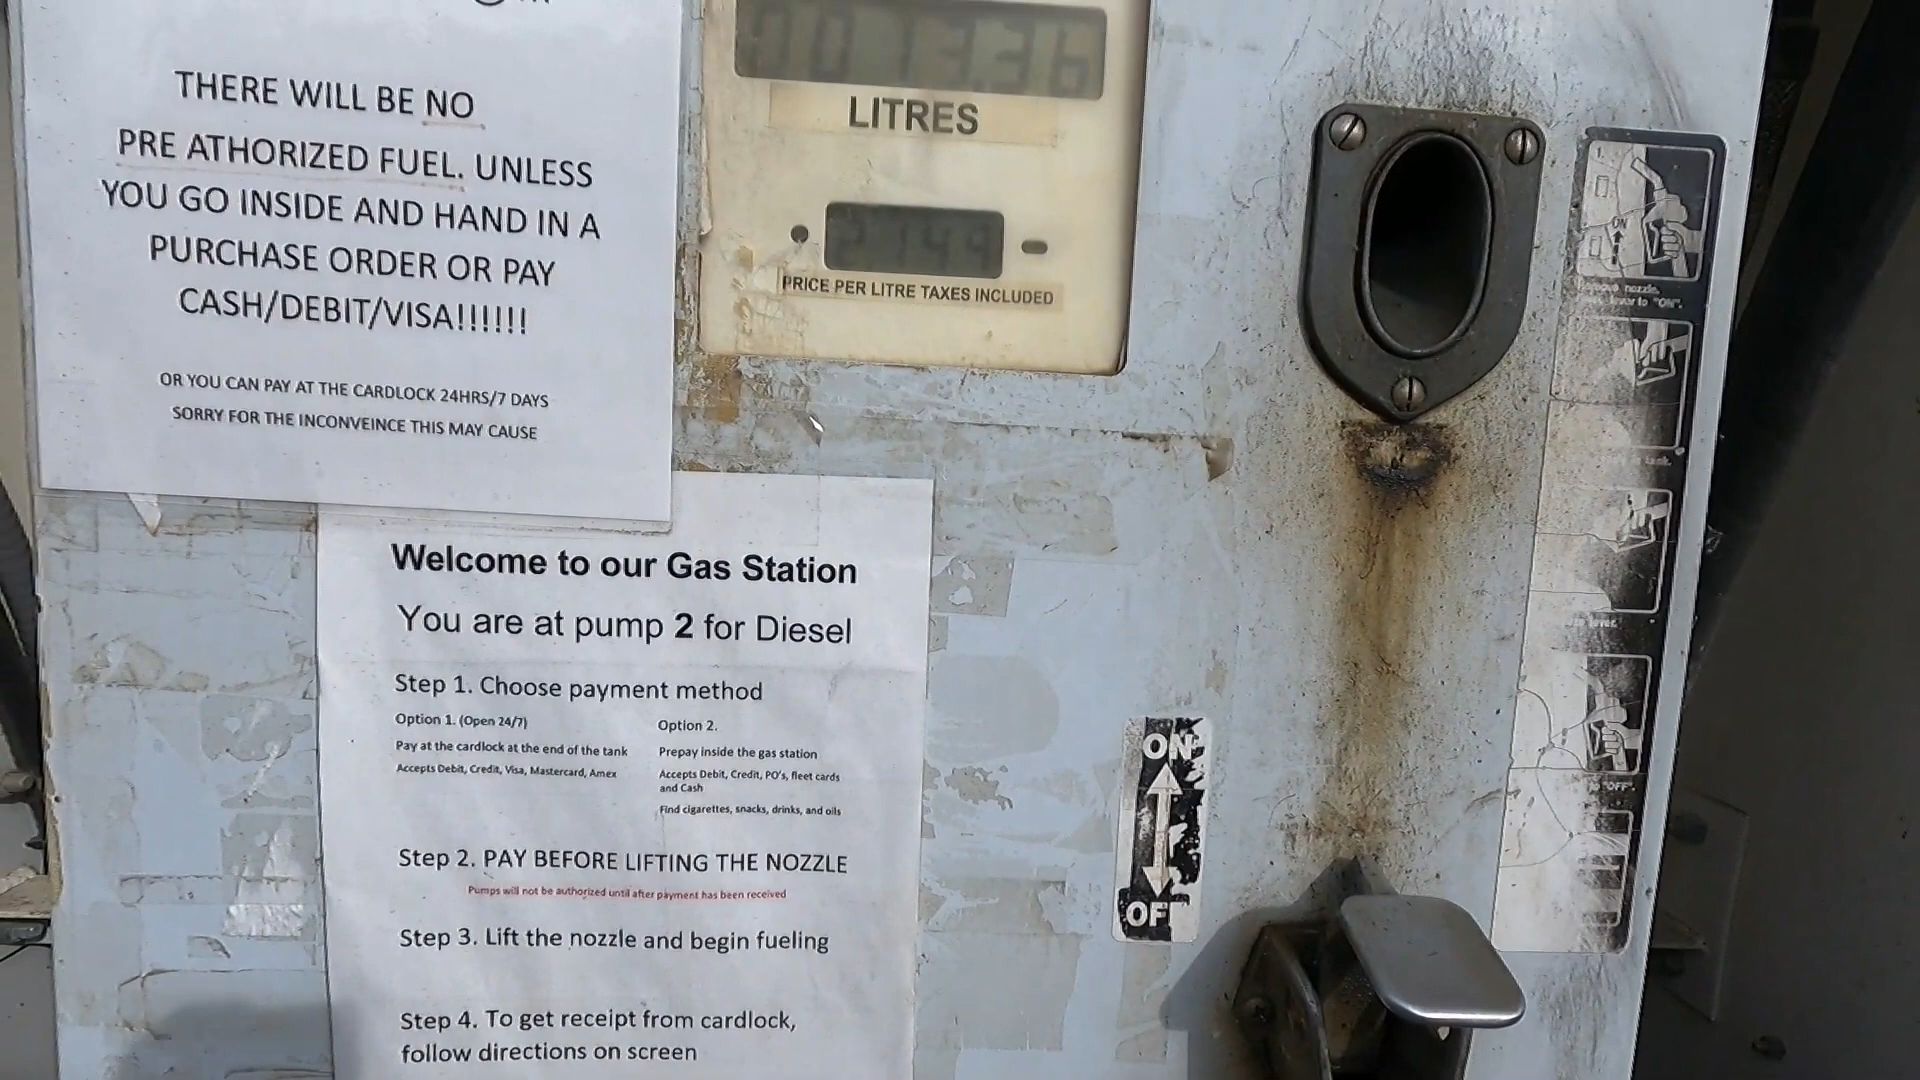 THERE WILL BE NO
PRE ATHORIZED FUEL. UNLESS
YOU GO INSIDE AND HAND IN A
PURCHASE ORDER OR PAY
CASH/DEBIT/VISA!!!!!!
OR YOU CAN PAY AT THE CARDLOCK 24HRS/7 DAYS
SORRY FOR THE INCONVEINCE THIS MAY CAUSE
LITRES
PRICE PER LITRE TAXES INCLUDED
Welcome to our Gas Station
You are at pump 2 for Diesel
Step 1. Choose payment method
Option 1. (Open 24/7)
Pay at the cardlock at the end of the tank
Accepts Debit, Credit, Visa, Mastercard, Amex
Option 2.
Prepay inside the gas station
Accepts Debit, Credit, PO's, fleet cards
and Cash
Find cigarettes, snacks, drinks, and oils
Step 2. PAY BEFORE LIFTING THE NOZZLE
Pumps will not be authorized until after payment has been received
Step 3. Lift the nozzle and begin fueling
Step 4. To get receipt from cardlock,
follow directions on screen
ON
OFF
ON
nozzle,
lever to "ON".
lever.
"OFF".